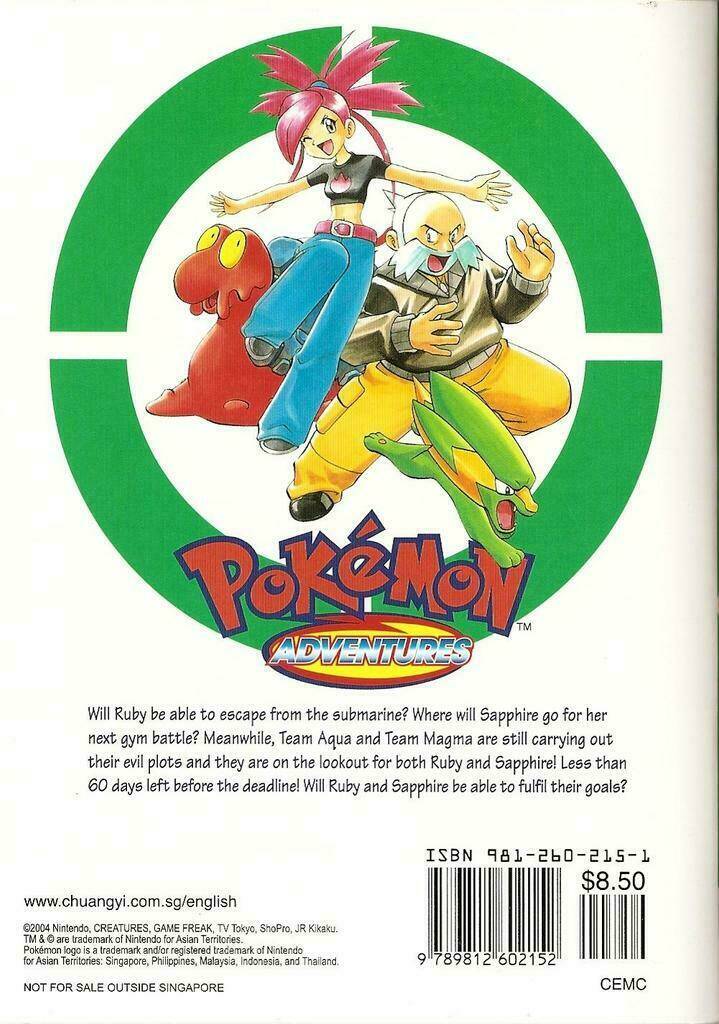 POKéMON
TM
ADVENTURES
Will Ruby be able to escape from the submarine? Where will Sapphire go for her
next gym battle? Meanwhile, Team Aqua and Team Magma are still carrying out
their evil plots and they are on the lookout for both Ruby and Sapphire! Less than
60 days left before the deadline! Will Ruby and Sapphire be able to fulfil their goals?
ISBN 981-260-215-1
$8.50
9 789812 602152
CEMC
www.chuangyi.com.sg/english
©2004 Nintendo, CREATURES, GAME FREAK, TV Tokyo, ShoPro, JR Kikaku.
TM & © are trademark of Nintendo for Asian Territories.
Pokémon logo is a trademark and/or registered trademark of Nintendo
for Asian Territories: Singapore, Philippines, Malaysia, Indonesia, and Thailand.
NOT FOR SALE OUTSIDE SINGAPORE